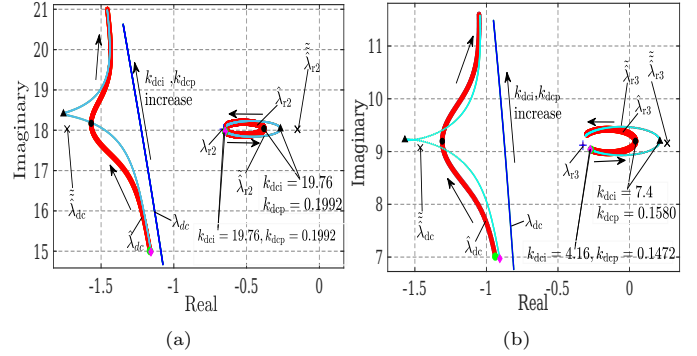 21
20
19
18
17
16
15
Imaginary
k_dci ,k_dcp
increase
λ̂_r2
λ̃̂_r2
λ_r2
λ̂_r2
k_dci = 19.76
k_dcp = 0.1992
λ̃̂_dc
λ̂_dc
λ_dc
k_dci = 19.76, k_dcp = 0.1992
-1.5 -1 -0.5 0
Real
(a)
11
10
9
8
7
Imaginary
k_dci,k_dcp
increase
λ̂_r3
λ̃̂_r3
λ̃̂_r3
λ_r3
k_dci = 7.4
k_dcp = 0.1580
λ̃̂_dc
λ̂_dc
λ_dc
k_dci = 4.16, k_dcp = 0.1472
-1.5 -1 -0.5 0
Real
(b)